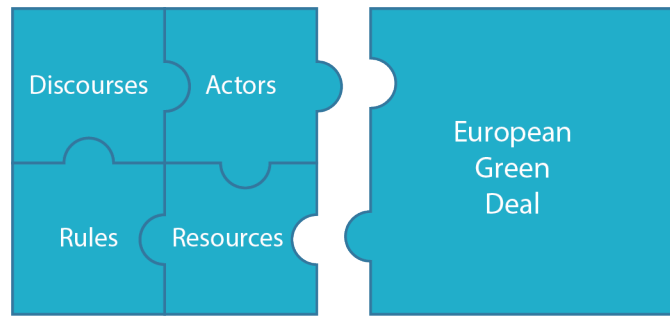 Discourses
Actors
Rules
Resources
European
Green
Deal